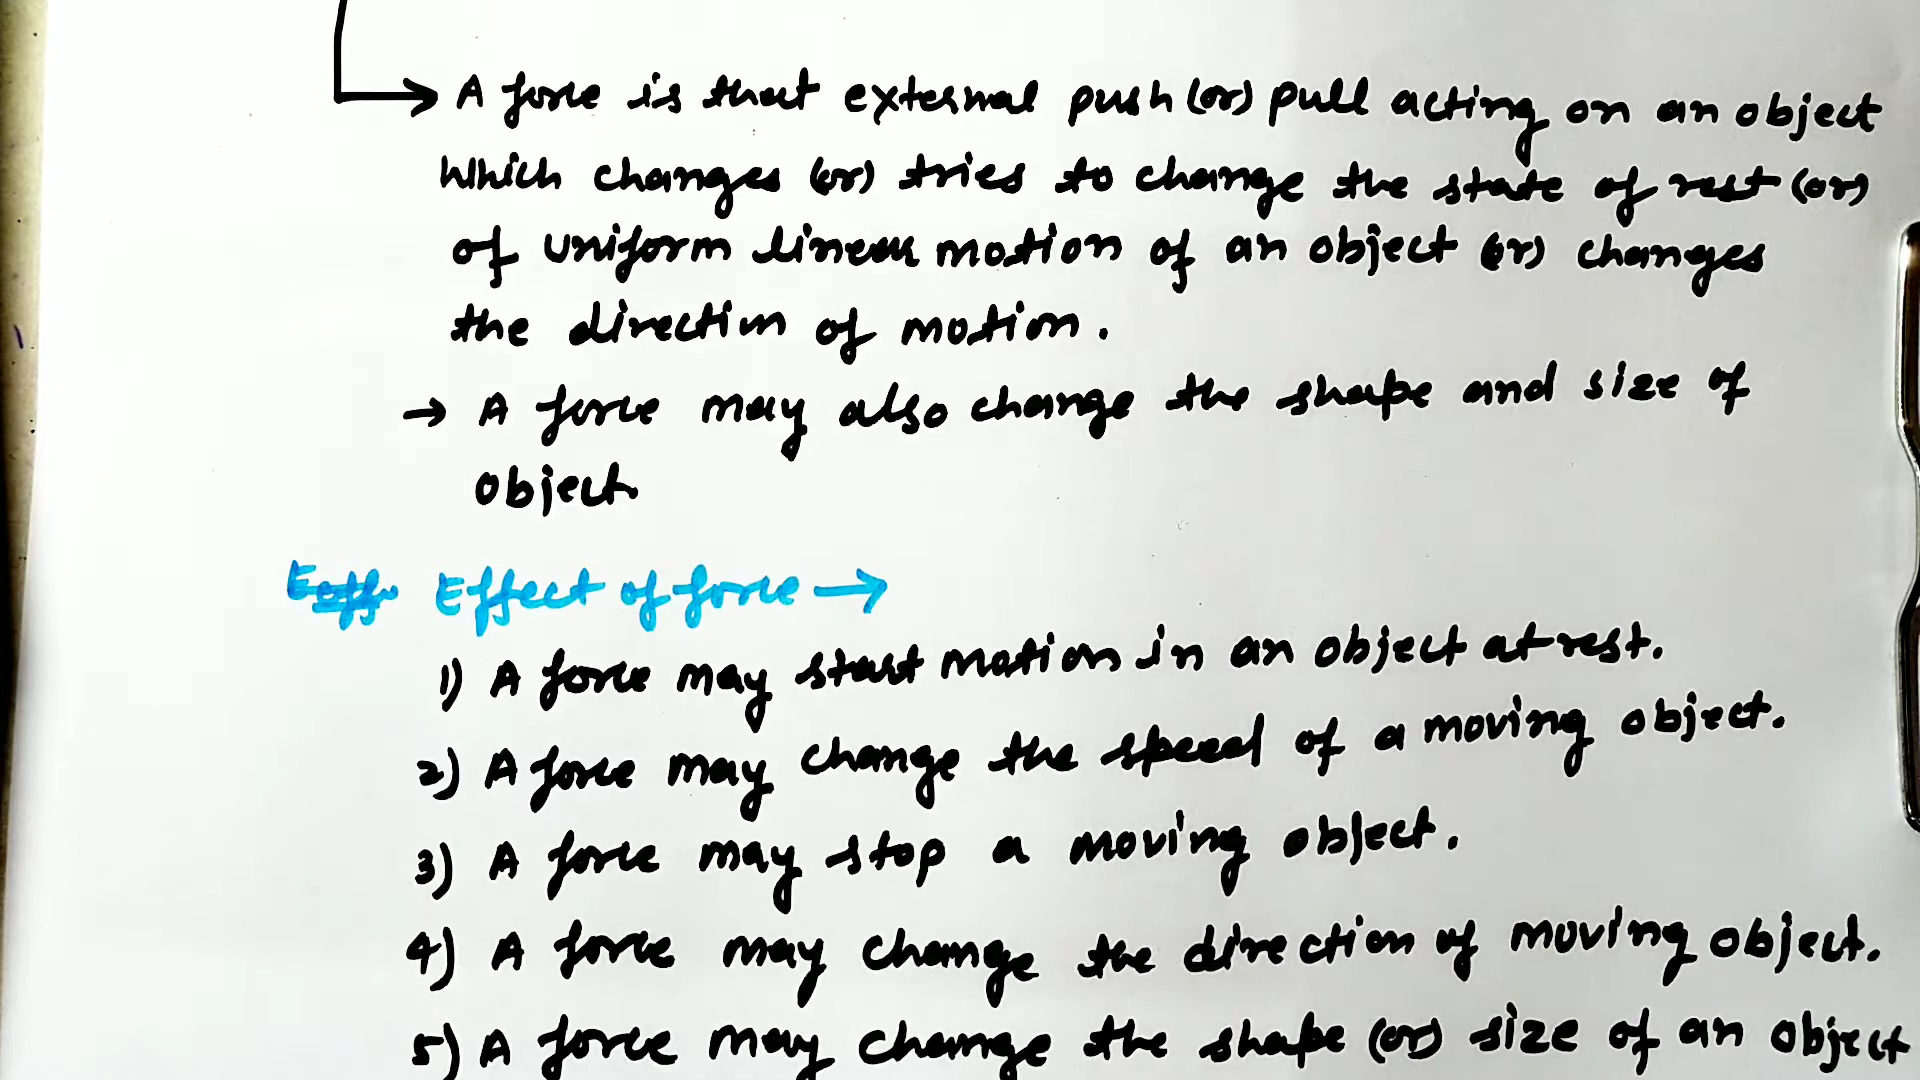 A force is that external push (or) pull acting on an object
which changes (or) tries to change the state of rest (or)
of uniform linear motion of an object (or) changes
the direction of motion.
→ A force may also change the shape and size of
object.
Effect of force →
1) A force may start motion in an object at rest.
2) A force may change the speed of a moving object.
3) A force may stop a moving object.
4) A force may change the direction of moving object.
5) A force may change the shape (or) size of an object